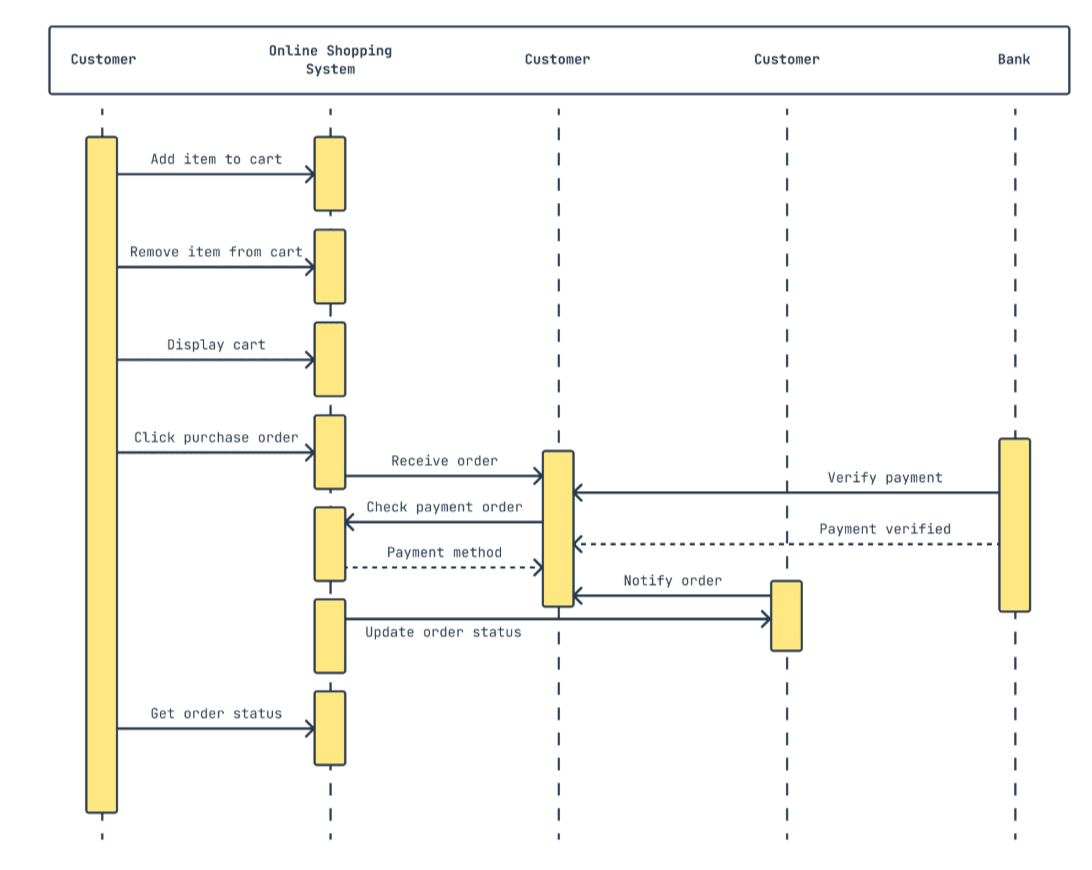 Customer
Online Shopping
System
Customer
Customer
Bank
Add item to cart
Remove item from cart
Display cart
Click purchase order
Receive order
Verify payment
Check payment order
Payment verified
Payment method
Notify order
Update order status
Get order status